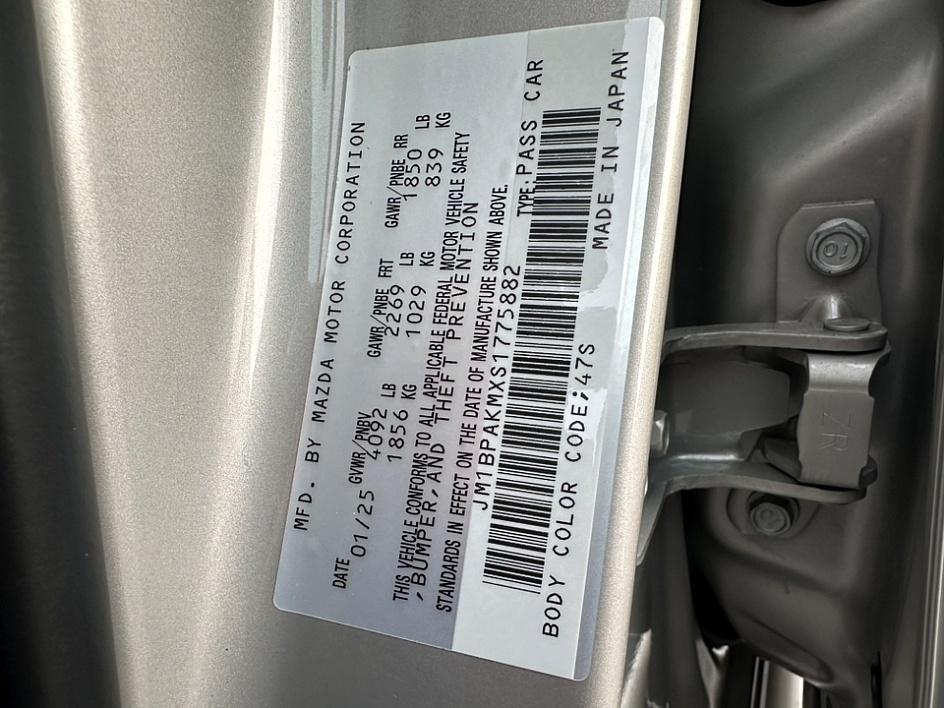 MFD. BY MAZDA MOTOR CORPORATION
DATE 01/25 GVWR/PNBV 4092 LB 1856 KG GAWR/PNBE FRT 2269 LB 1029 KG GAWR/PNBE RR 1850 LB 839 KG
THIS VEHICLE CONFORMS TO ALL APPLICABLE FEDERAL MOTOR VEHICLE SAFETY
,BUMPER,AND THEFT PREVENTION
STANDARDS IN EFFECT ON THE DATE OF MANUFACTURE SHOWN ABOVE.
JM1BPAKMXS1775882 TYPE:PASS CAR
BODY COLOR CODE;47S MADE IN JAPAN
10
ZR